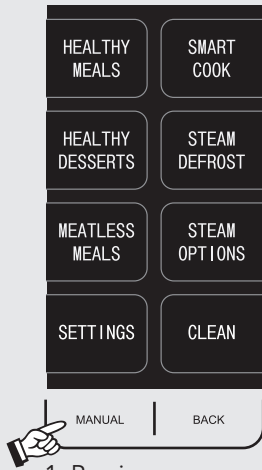 HEALTHY MEALS
SMART COOK
HEALTHY DESSERTS
STEAM DEFROST
MEATLESS MEALS
STEAM OPTIONS
SETTINGS
CLEAN
MANUAL
BACK